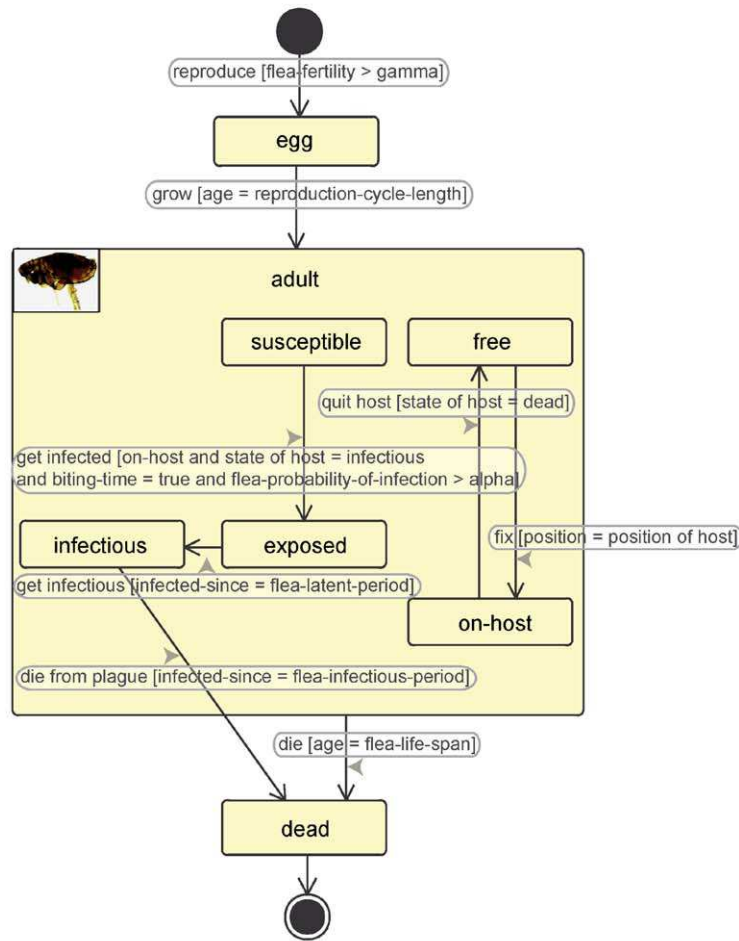 reproduce [flea-fertility > gamma]
egg
grow [age = reproduction-cycle-length]
adult
susceptible
free
quit host [state of host = dead]
get infected [on-host and state of host = infectious
and biting-time = true and flea-probability-of-infection > alpha]
infectious
exposed
fix [position = position of host]
get infectious [infected-since = flea-latent-period]
on-host
die from plague [infected-since = flea-infectious-period]
die [age = flea-life-span]
dead